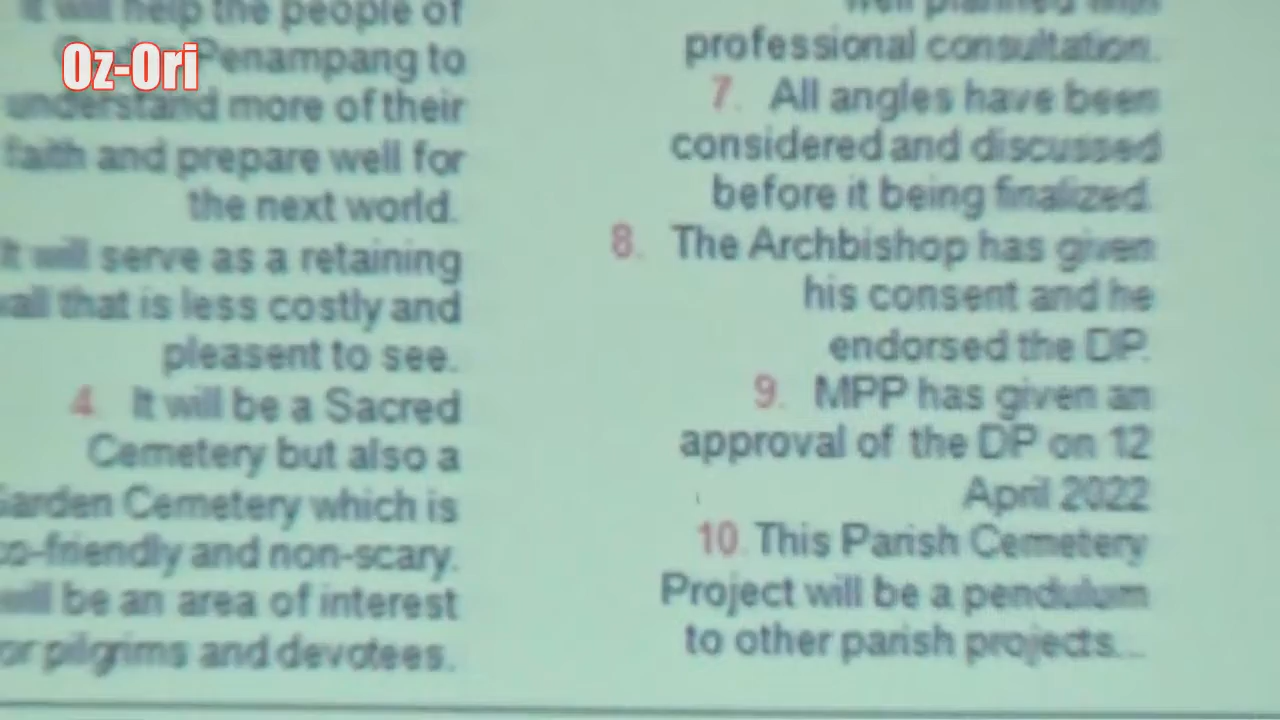 Oz-Ori
will help the people of
Penampang to
understand more of their
faith and prepare well for
the next world.
It will serve as a retaining
that is less costly and
pleasent to see.
4. It will be a Sacred
Cemetery but also a
Garden Cemetery which is
and non-scary.
will be an area of interest
pilgrims and devotees.
professional consultation.
7. All angles have been
considered and discussed
before it being finalized.
8. The Archbishop has given
his consent and he
endorsed the DP.
9. MPP has given an
approval of the DP on 12
April 2022
10. This Parish Cemetery
Project will be a pendulum
to other parish projects...